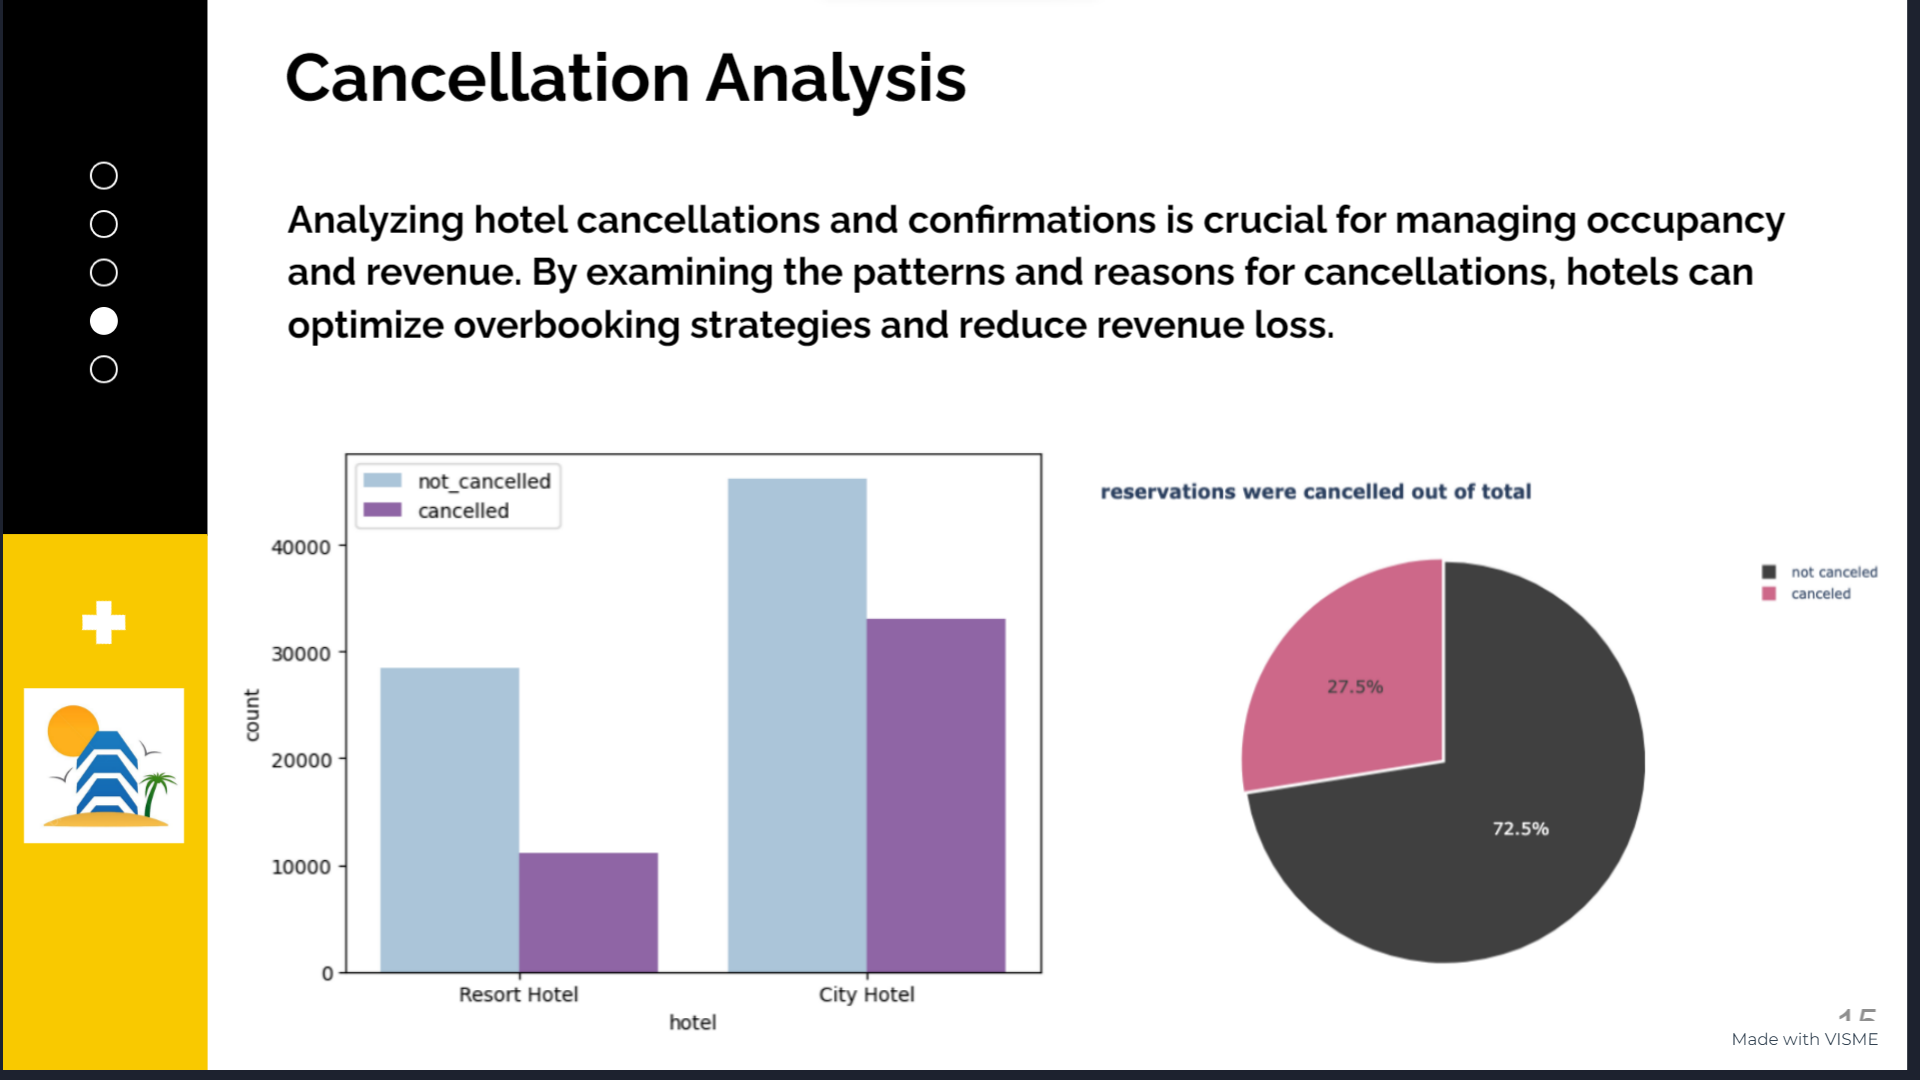 Cancellation Analysis
Analyzing hotel cancellations and confirmations is crucial for managing occupancy
and revenue. By examining the patterns and reasons for cancellations, hotels can
optimize overbooking strategies and reduce revenue loss.
not_cancelled
cancelled
40000
30000
20000
10000
0
count
Resort Hotel
City Hotel
hotel
reservations were cancelled out of total
not canceled
canceled
27.5%
72.5%
15
Made with VISME